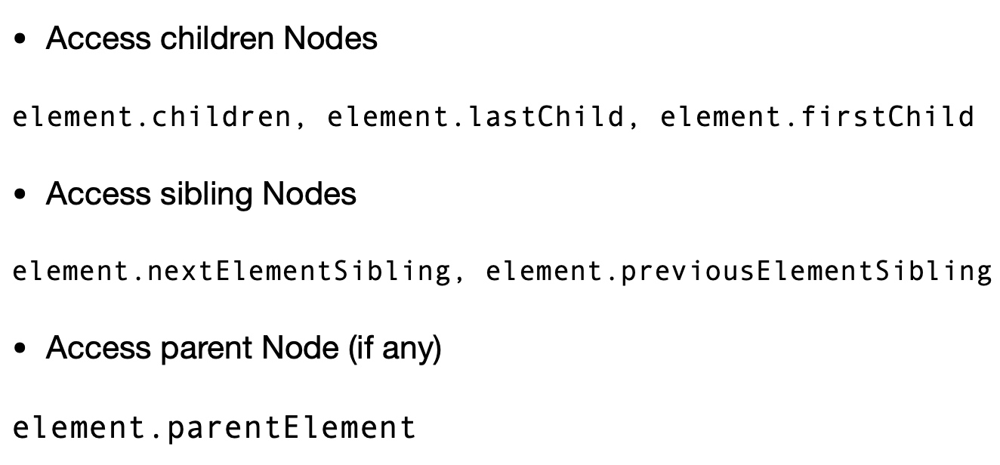 • Access children Nodes
element.children, element.lastChild, element.firstChild
• Access sibling Nodes
element.nextElementSibling, element.previousElementSibling
• Access parent Node (if any)
element.parentElement